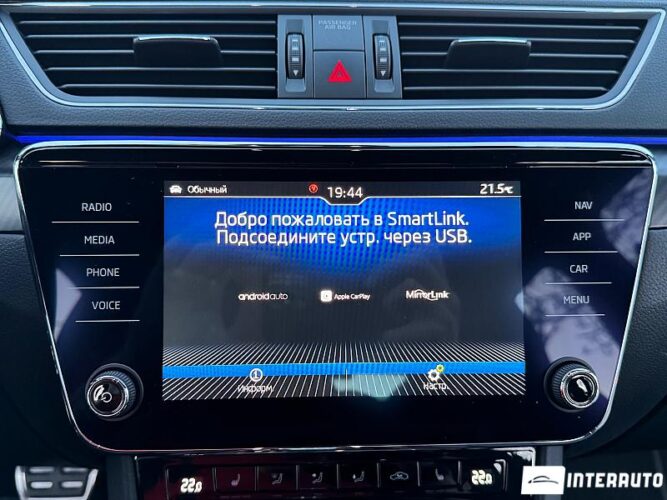 PASSENGER
AIR BAG
RADIO
MEDIA
PHONE
VOICE
Обычный
19:44
21.5°C
Добро пожаловать в SmartLink.
Подсоедините устр. через USB.
androidauto
Apple CarPlay
MirrorLink
Информ.
Настр.
NAV
APP
CAR
MENU
22.0
22.0
INTERAUTO